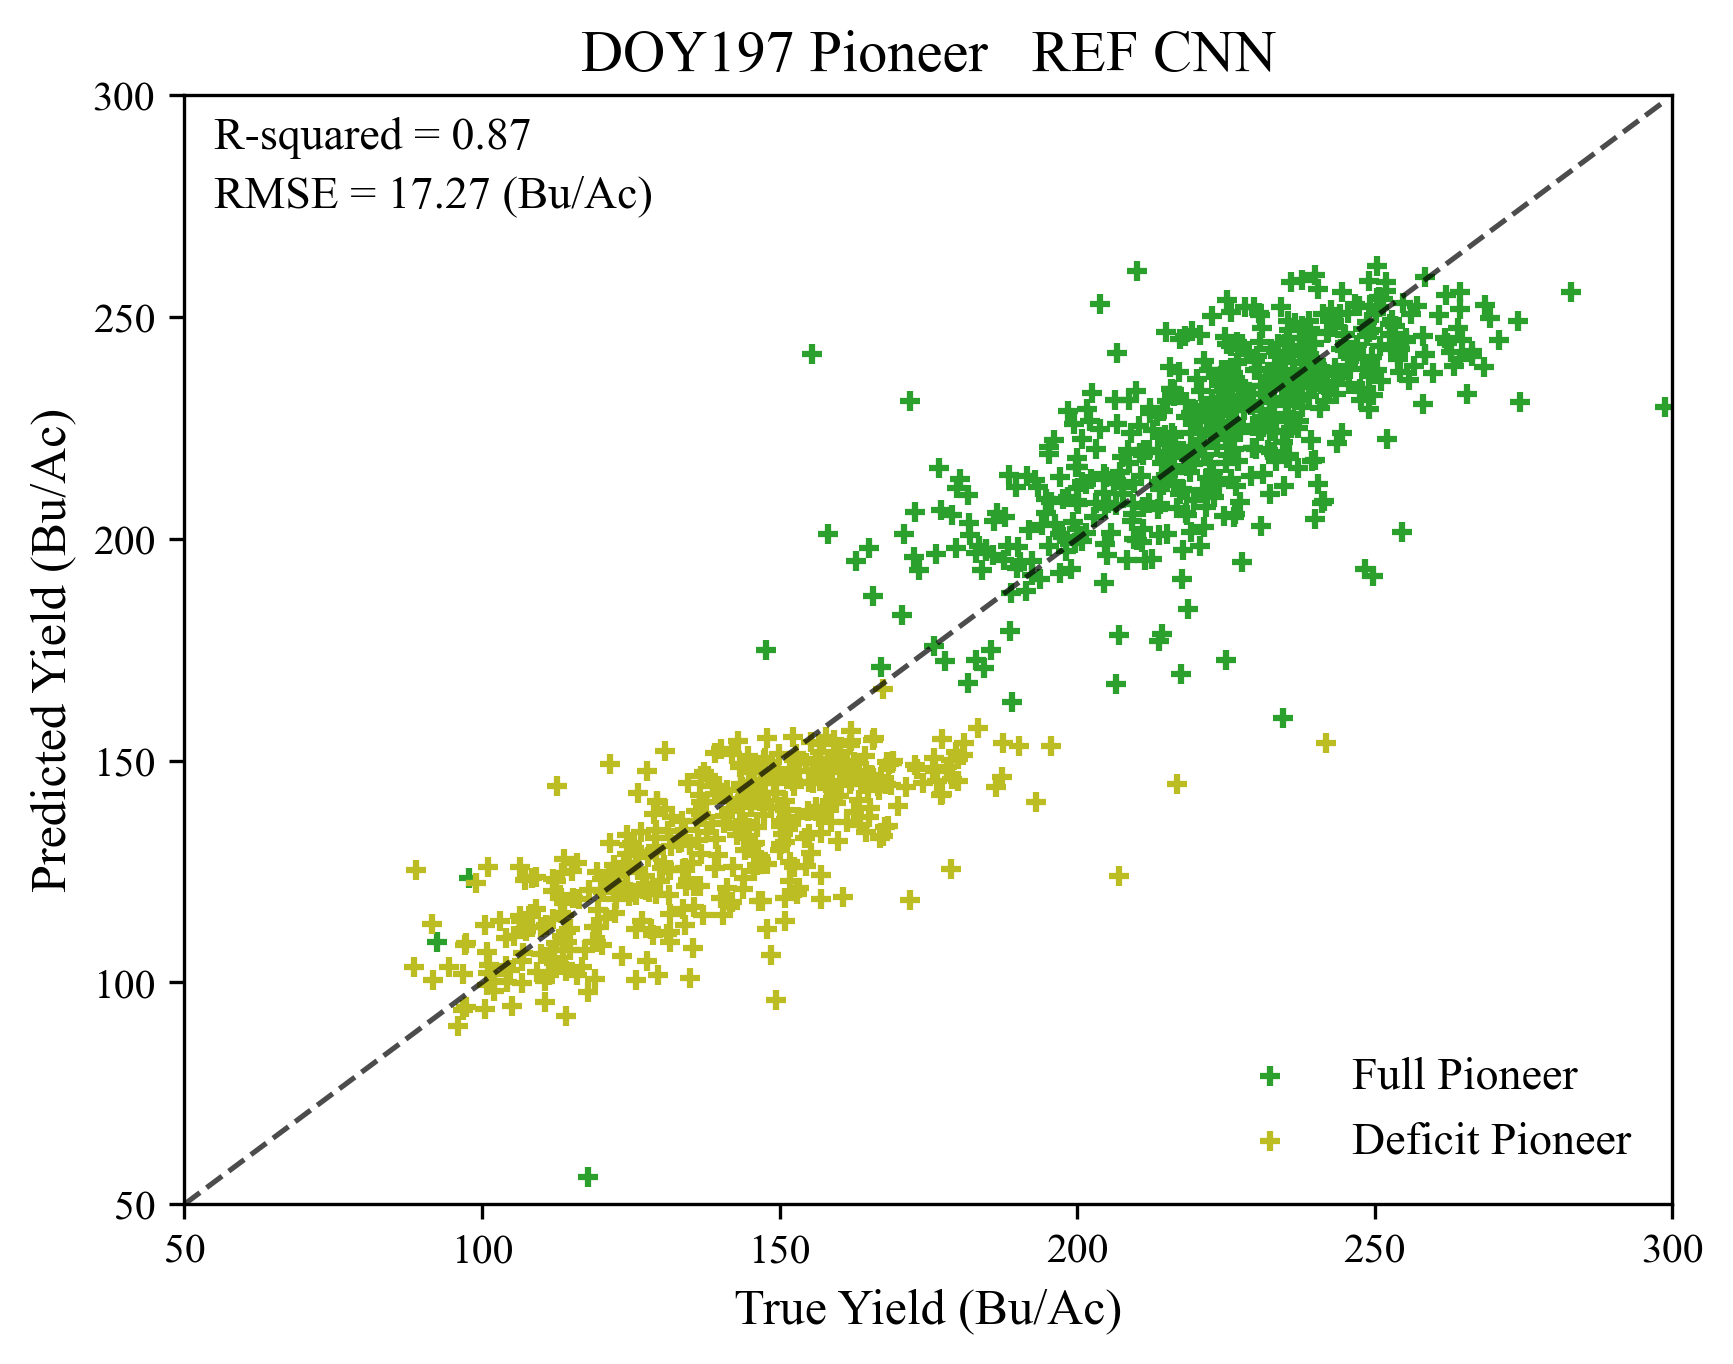 DOY197 Pioneer   REF CNN
R-squared = 0.87
RMSE = 17.27 (Bu/Ac)
300
250
200
150
100
50
Predicted Yield (Bu/Ac)
Full Pioneer
Deficit Pioneer
50 100 150 200 250 300
True Yield (Bu/Ac)